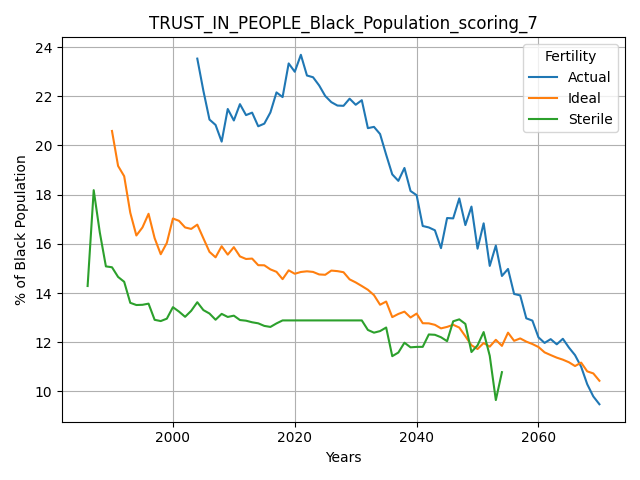 TRUST_IN_PEOPLE_Black_Population_scoring_7
Fertility
Actual
Ideal
Sterile
% of Black Population
24
22
20
18
16
14
12
10
2000
2020
2040
2060
Years